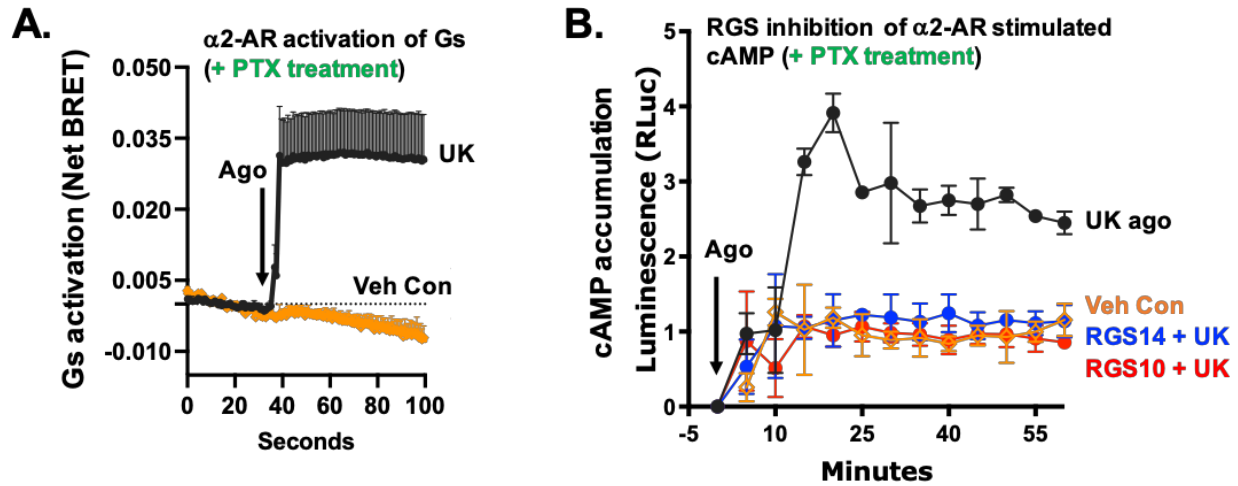 A.
α2-AR activation of Gs
(+ PTX treatment)
0.050
0.035
0.020
0.005
-0.010
Gs activation (Net BRET)
Ago
UK
Veh Con
0
20
40
60
80
100
Seconds
B.
RGS inhibition of α2-AR stimulated
cAMP (+ PTX treatment)
5
4
3
2
1
0
cAMP accumulation
Luminescence (RLuc)
Ago
UK ago
Veh Con
RGS14 + UK
RGS10 + UK
-5
10
25
40
55
Minutes